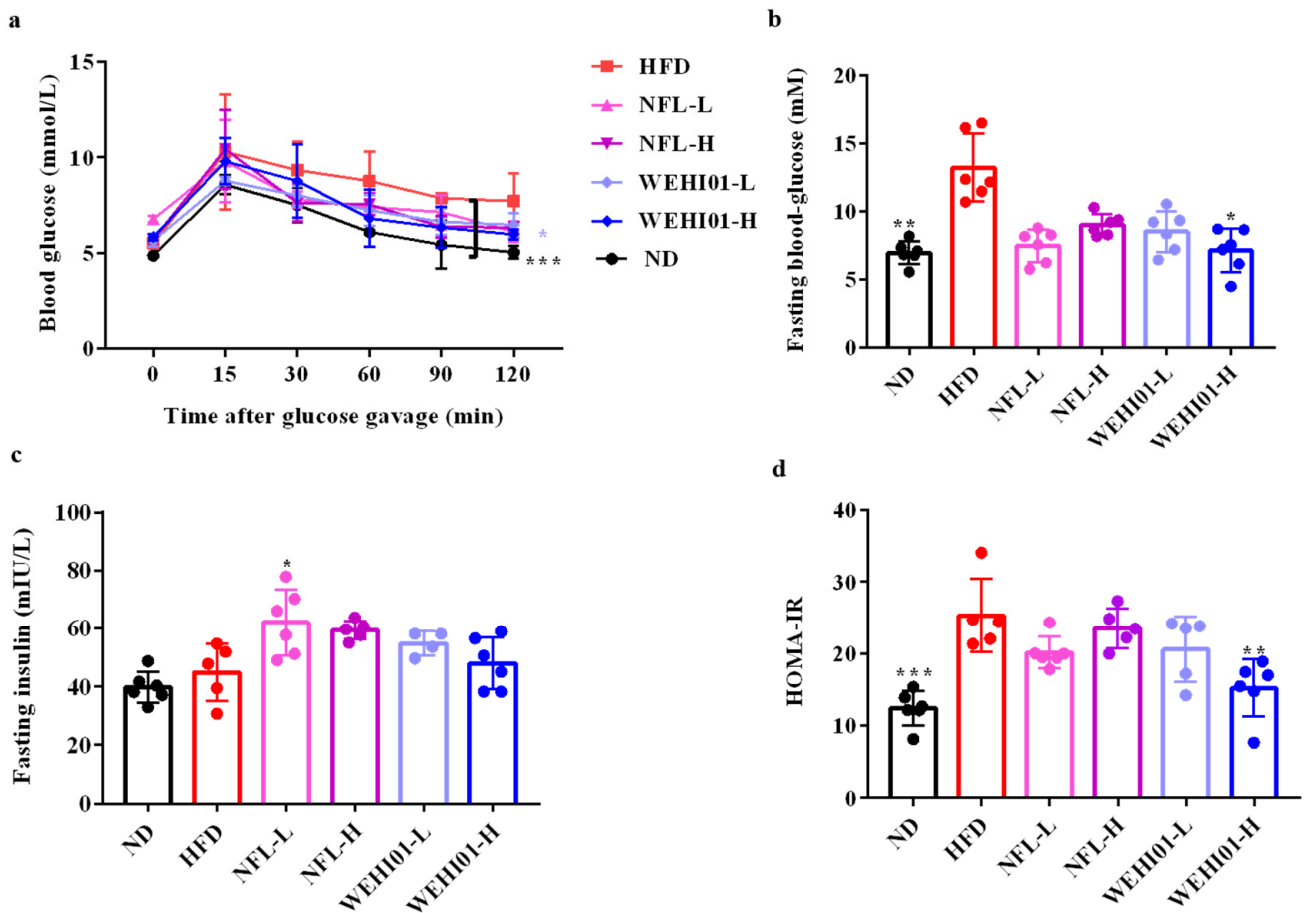 a
Blood glucose (mmol/L)
15
10
5
0
0 15 30 60 90 120
Time after glucose gavage (min)
*
***
HFD
NFL-L
NFL-H
WEHI01-L
WEHI01-H
ND
b
Fasting blood-glucose (mM)
20
15
10
5
0
**
*
ND HFD NFL-L NFL-H WEHI01-L WEHI01-H
c
Fasting insulin (mIU/L)
100
80
60
40
20
0
*
ND HFD NFL-L NFL-H WEHI01-L WEHI01-H
d
HOMA-IR
40
30
20
10
0
***
**
ND HFD NFL-L NFL-H WEHI01-L WEHI01-H